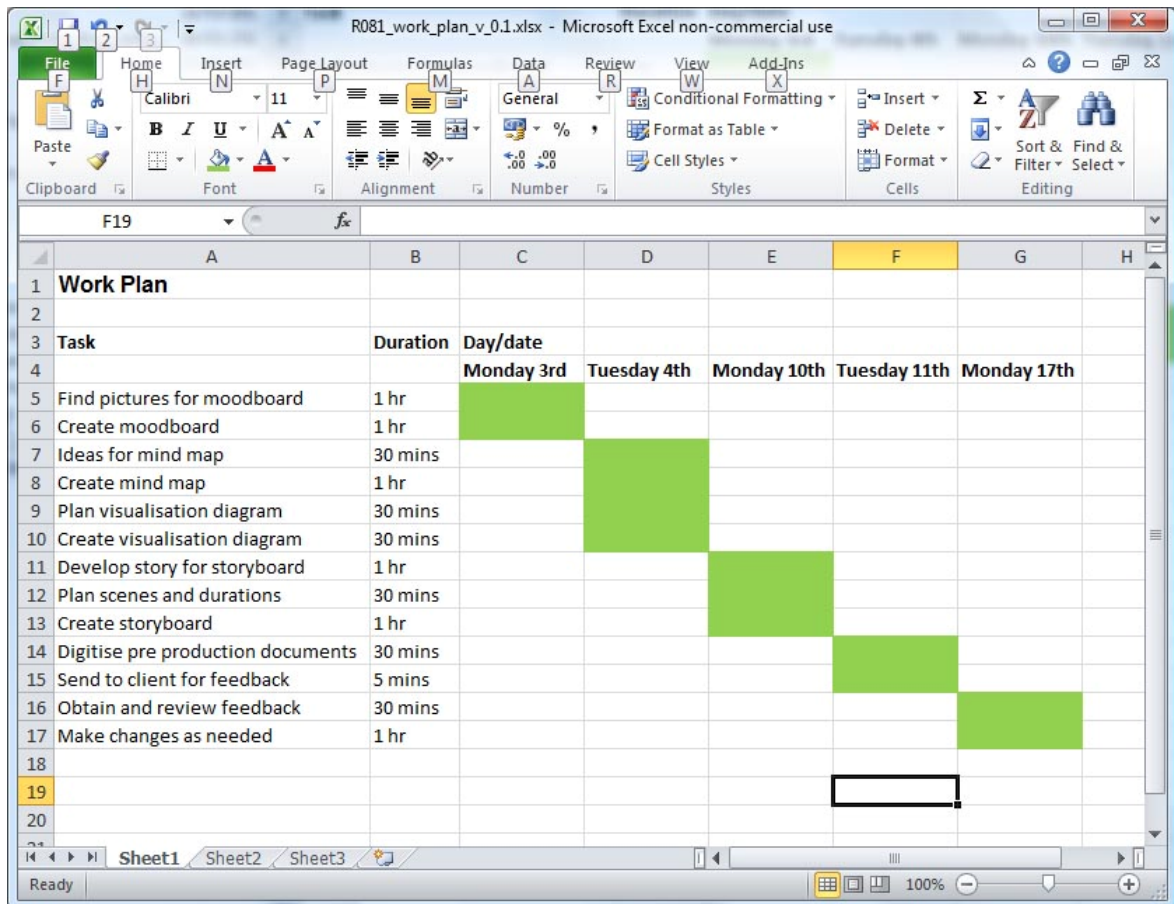 R081_work_plan_v_0.1.xlsx - Microsoft Excel non-commercial use
1 2 3
File Home Insert Page Layout Formulas Data Review View Add-Ins
F H N P M A R W X
Calibri 11 General Conditional Formatting Insert Σ
Paste B I U A A % , Format as Table Delete Sort & Filter Find & Select
A .00 .0 Cell Styles Format
Clipboard Font Alignment Number Styles Cells Editing
F19 fx
A B C D E F G H
1 Work Plan
2
3 Task Duration Day/date
4 Monday 3rd Tuesday 4th Monday 10th Tuesday 11th Monday 17th
5 Find pictures for moodboard 1 hr
6 Create moodboard 1 hr
7 Ideas for mind map 30 mins
8 Create mind map 1 hr
9 Plan visualisation diagram 30 mins
10 Create visualisation diagram 30 mins
11 Develop story for storyboard 1 hr
12 Plan scenes and durations 30 mins
13 Create storyboard 1 hr
14 Digitise pre production documents 30 mins
15 Send to client for feedback 5 mins
16 Obtain and review feedback 30 mins
17 Make changes as needed 1 hr
18
19
20
Sheet1 Sheet2 Sheet3
Ready 100%